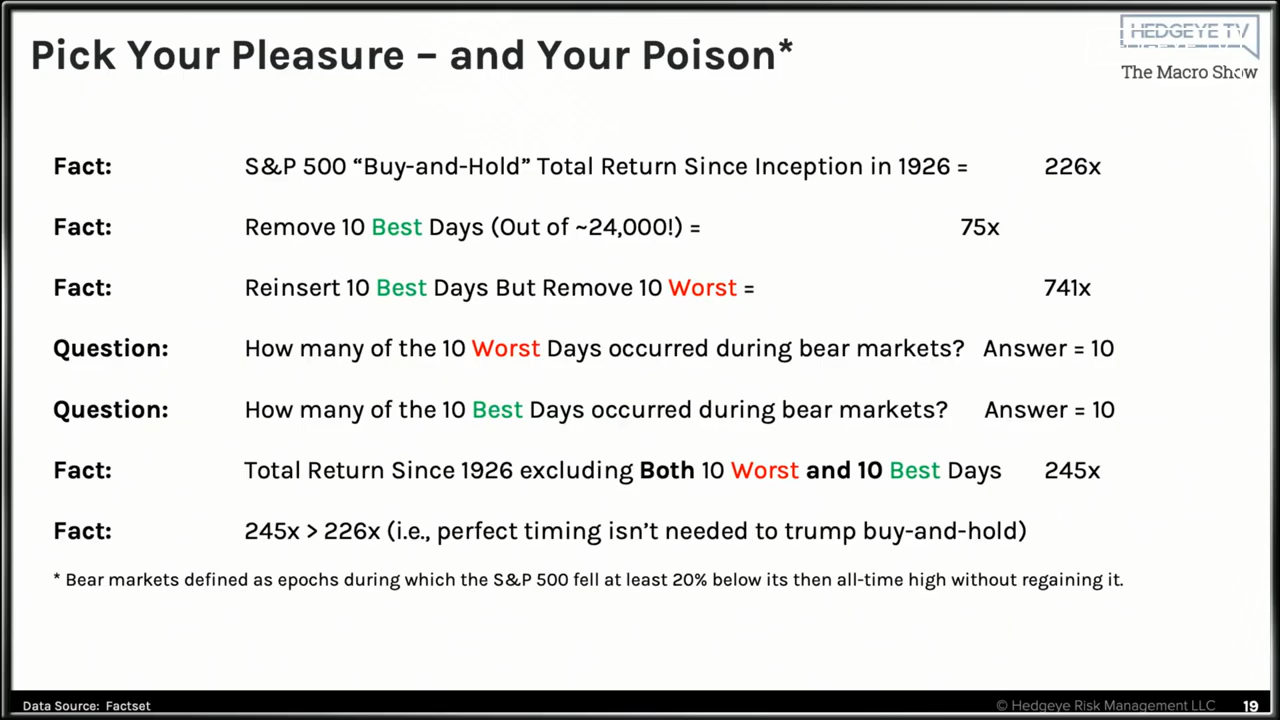 HEDGEYE TV
Pick Your Pleasure – and Your Poison*
The Macro Show
Fact: S&P 500 “Buy-and-Hold” Total Return Since Inception in 1926 = 226x
Fact: Remove 10 Best Days (Out of ~24,000!) = 75x
Fact: Reinsert 10 Best Days But Remove 10 Worst = 741x
Question: How many of the 10 Worst Days occurred during bear markets? Answer = 10
Question: How many of the 10 Best Days occurred during bear markets? Answer = 10
Fact: Total Return Since 1926 excluding Both 10 Worst and 10 Best Days 245x
Fact: 245x > 226x (i.e., perfect timing isn’t needed to trump buy-and-hold)
* Bear markets defined as epochs during which the S&P 500 fell at least 20% below its then all-time high without regaining it.
Data Source: Factset © Hedgeye Risk Management LLC 19